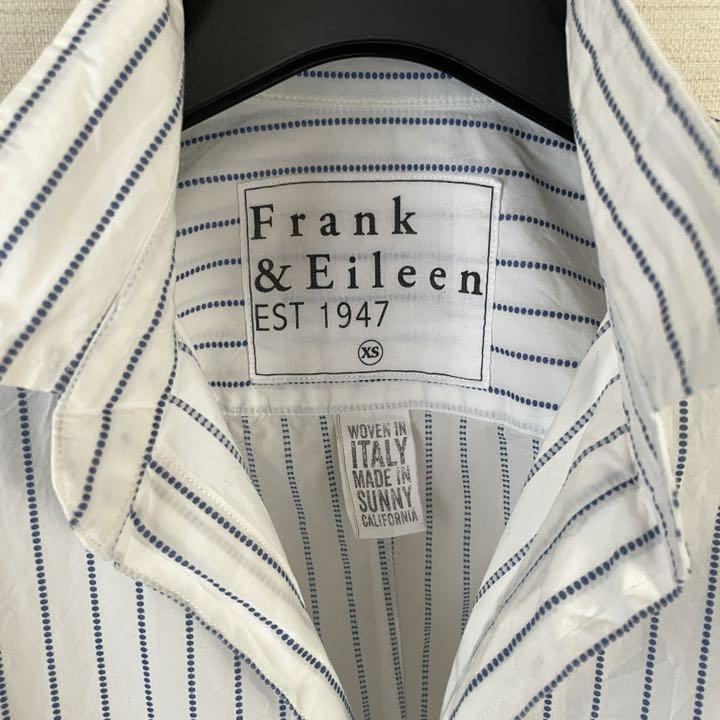 Frank
& Eileen
EST 1947
XS
WOVEN IN
ITALY
MADE IN
SUNNY
CALIFORNIA